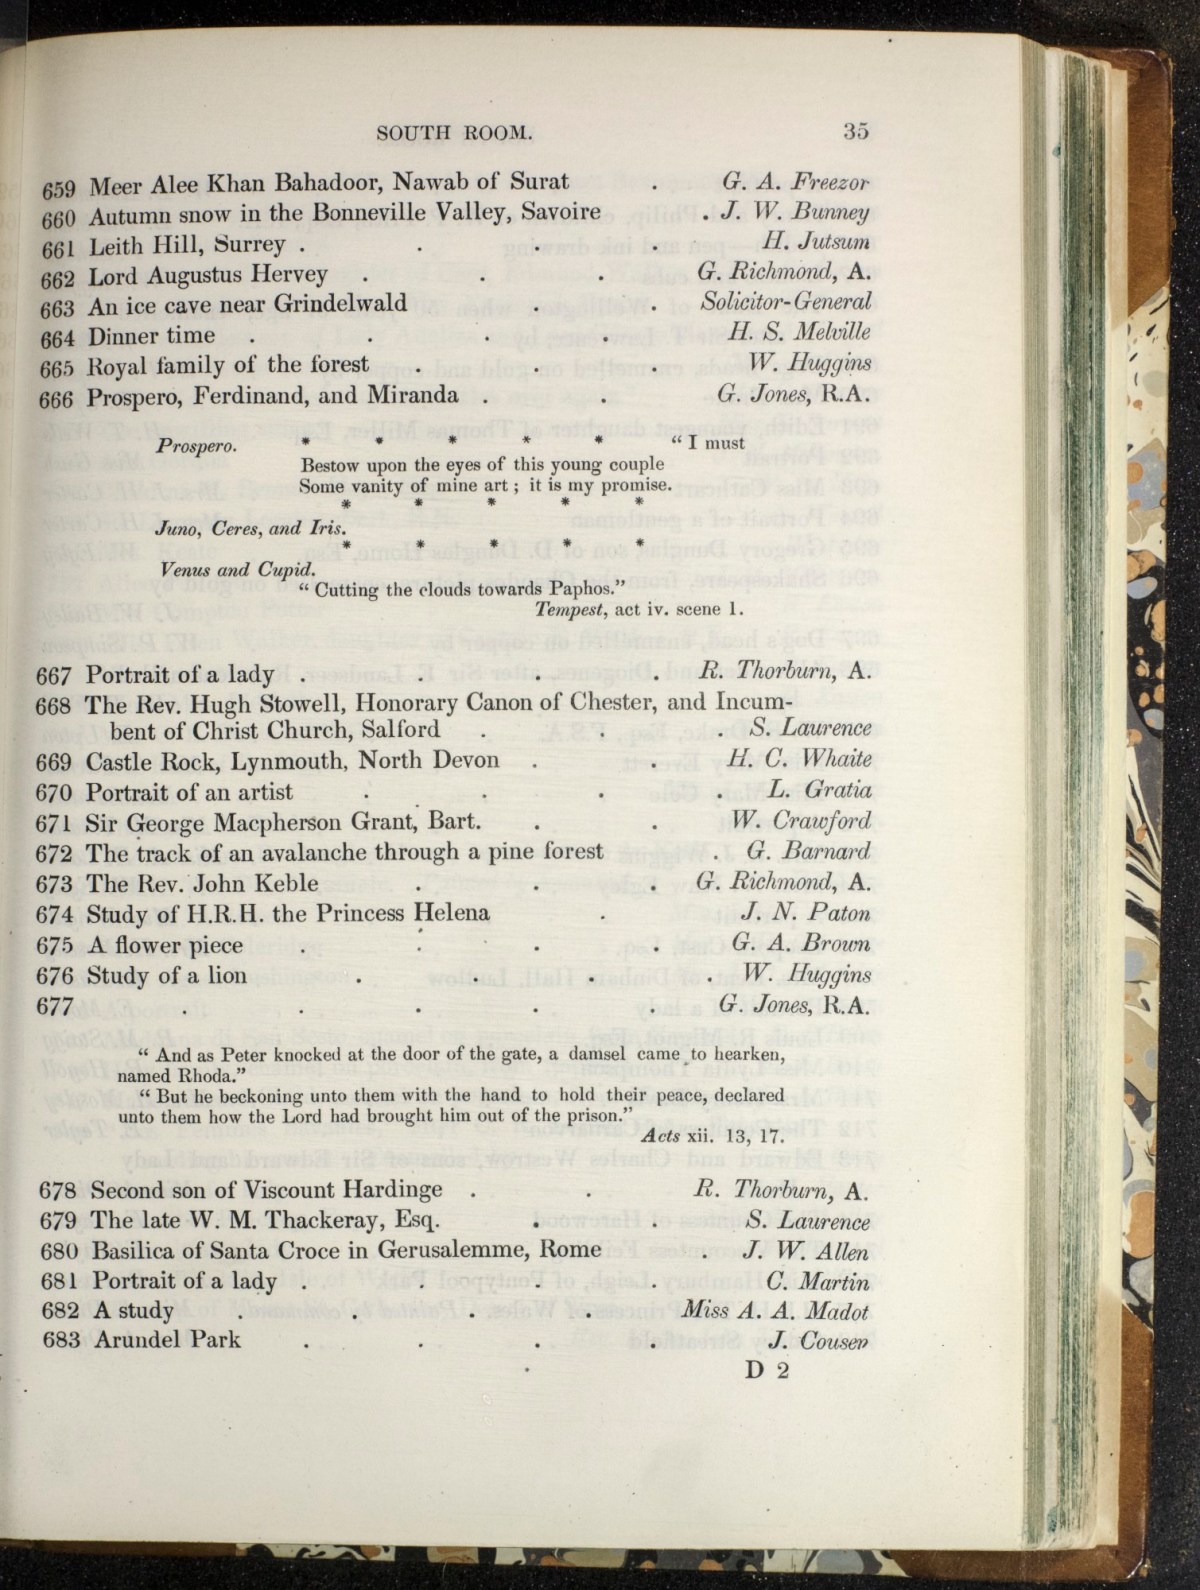 SOUTH ROOM. 35
659 Meer Alee Khan Bahadoor, Nawab of Surat . G. A. Freezor
660 Autumn snow in the Bonneville Valley, Savoire . J. W. Bunney
661 Leith Hill, Surrey . . . . H. Jutsum
662 Lord Augustus Hervey . . . G. Richmond, A.
663 An ice cave near Grindelwald . . Solicitor-General
664 Dinner time . . . . H. S. Melville
665 Royal family of the forest . . . W. Huggins
666 Prospero, Ferdinand, and Miranda . . G. Jones, R.A.
Prospero. * * * * * “ I must
Bestow upon the eyes of this young couple
Some vanity of mine art ; it is my promise.
* * * * *
Juno, Ceres, and Iris.
* * * * *
Venus and Cupid.
“ Cutting the clouds towards Paphos.”
Tempest, act iv. scene 1.
667 Portrait of a lady . . . . R. Thorburn, A.
668 The Rev. Hugh Stowell, Honorary Canon of Chester, and Incum-
bent of Christ Church, Salford . . . S. Laurence
669 Castle Rock, Lynmouth, North Devon . . H. C. Whaite
670 Portrait of an artist . . . . L. Gratia
671 Sir George Macpherson Grant, Bart. . . W. Crawford
672 The track of an avalanche through a pine forest . G. Barnard
673 The Rev. John Keble . . . G. Richmond, A.
674 Study of H.R.H. the Princess Helena . J. N. Paton
675 A flower piece . . . . G. A. Brown
676 Study of a lion . . . . W. Huggins
677 . . . . . G. Jones, R.A.
“ And as Peter knocked at the door of the gate, a damsel came to hearken,
named Rhoda.”
“ But he beckoning unto them with the hand to hold their peace, declared
unto them how the Lord had brought him out of the prison.”
Acts xii. 13, 17.
678 Second son of Viscount Hardinge . . R. Thorburn, A.
679 The late W. M. Thackeray, Esq. . . S. Laurence
680 Basilica of Santa Croce in Gerusalemme, Rome . J. W. Allen
681 Portrait of a lady . . . . C. Martin
682 A study . . . . Miss A. A. Madot
683 Arundel Park . . . . J. Cousen
D 2